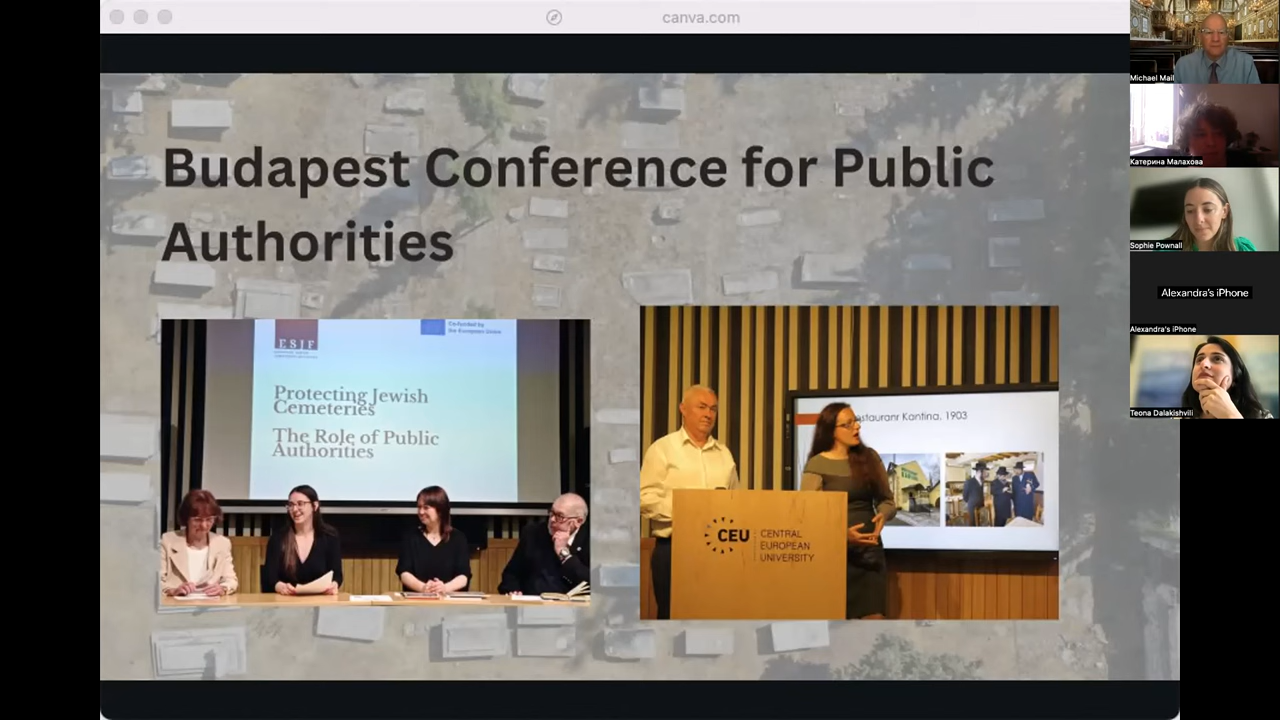 canva.com
Budapest Conference for Public
Authorities
ESJF
Co-funded by
the European Union
Protecting Jewish
Cemeteries
The Role of Public
Authorities
Kantina, 1903
CEU
CENTRAL
EUROPEAN
UNIVERSITY
Michael Mail
Катерина Малахова
Sophie Pownall
Alexandra's iPhone
Alexandra's iPhone
Teona Dalakishvili